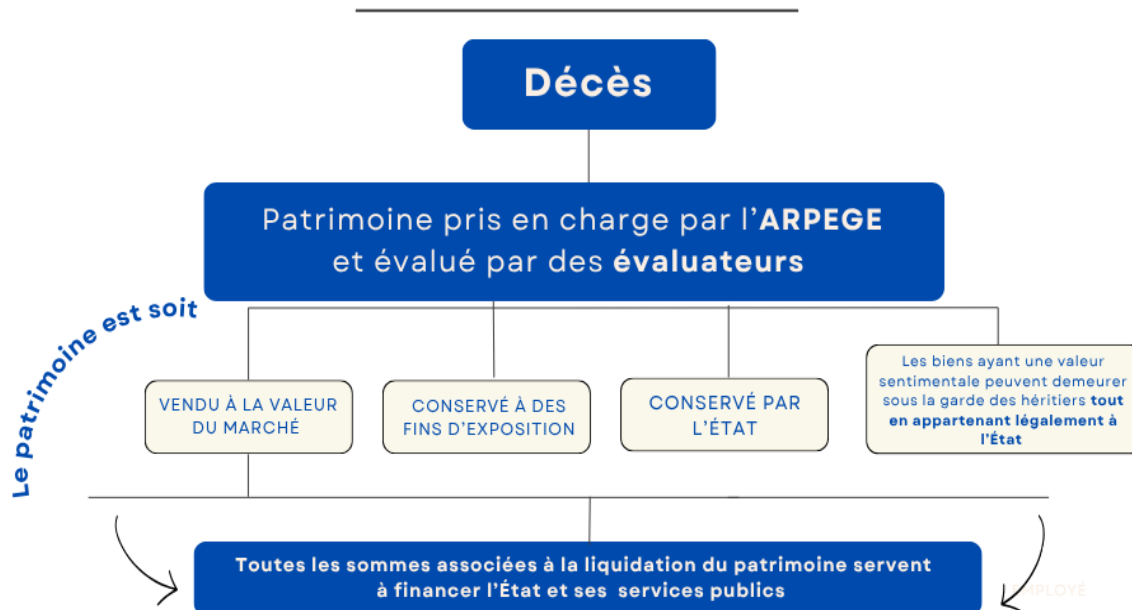 Décès
Patrimoine pris en charge par l'ARPEGE
et évalué par des évaluateurs
Le patrimoine est soit
VENDU À LA VALEUR
DU MARCHÉ
CONSERVÉ À DES
FINS D'EXPOSITION
CONSERVÉ PAR
L'ÉTAT
Les biens ayant une valeur
sentimentale peuvent demeurer
sous la garde des héritiers tout
en appartenant légalement à
l'État
Toutes les sommes associées à la liquidation du patrimoine servent
à financer l'État et ses services publics
EMPLOYÉ